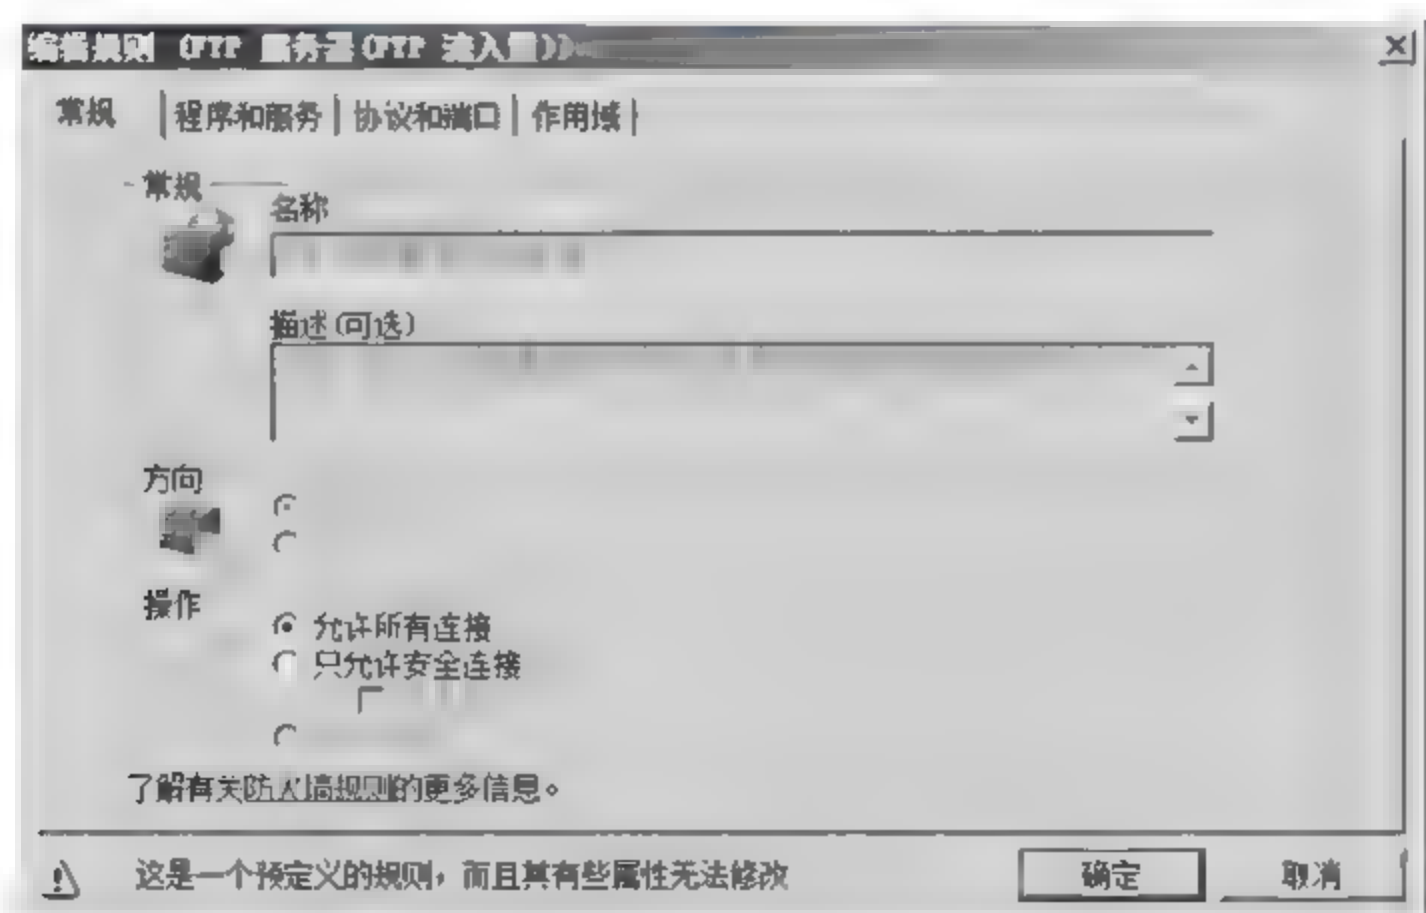 编辑规则 (FTP 服务器(FTP 流入量))
常规 程序和服务 协议和端口 作用域
常规
名称
描述(可选)
方向
操作
允许所有连接
只允许安全连接
了解有关防火墙规则的更多信息。
这是一个预定义的规则，而且其有些属性无法修改
确定 取消